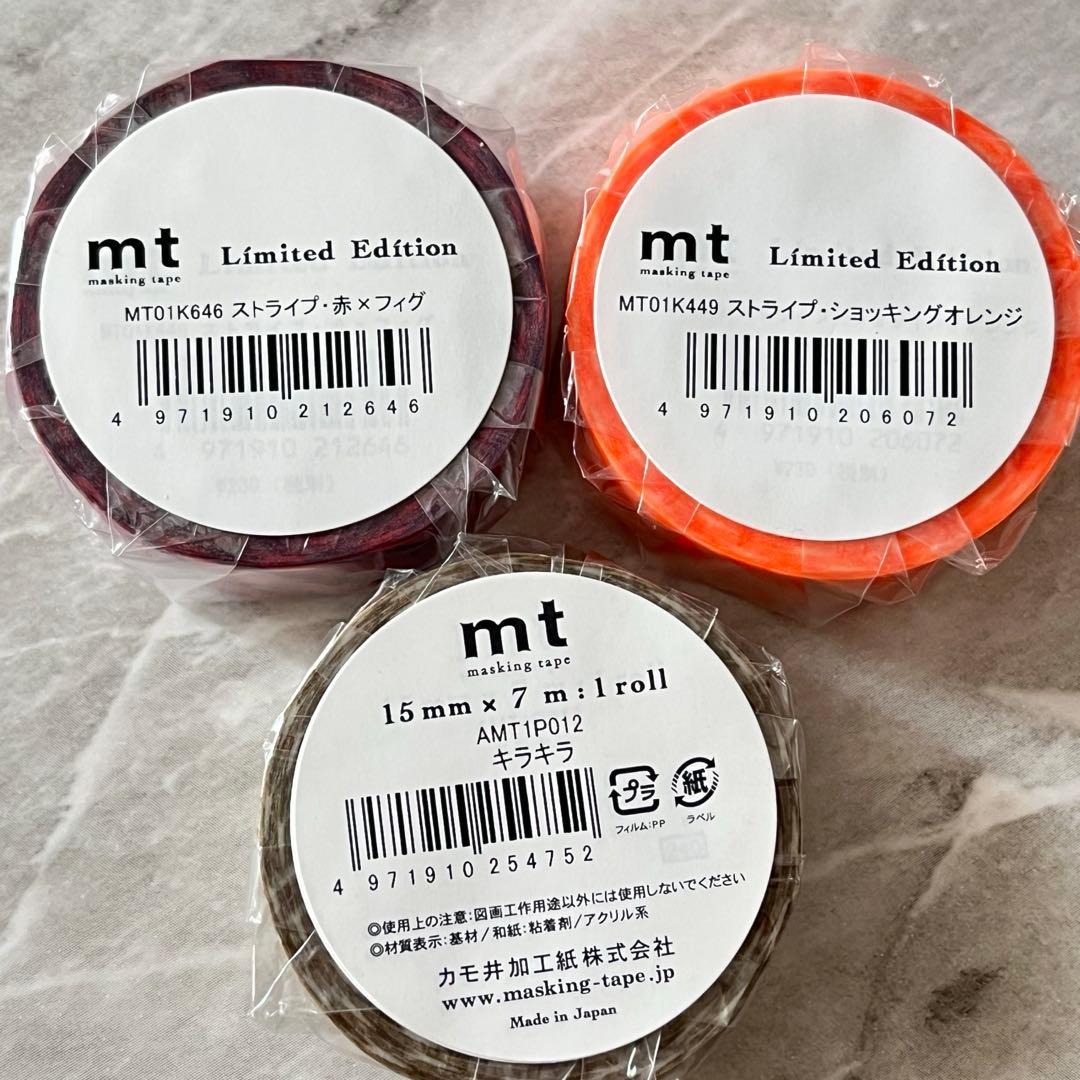 mt
masking tape
Limited Edition
MT01K646 ストライプ・赤×フィグ
4 971910 212646
mt
masking tape
Limited Edition
MT01K449 ストライプ・ショッキングオレンジ
4 971910 206072
mt
masking tape
15mm × 7 m : 1 roll
AMT1P012
キラキラ
プラ
フィルム:PP
紙
ラベル
4 971910 254752
◎使用上の注意:図画工作用途以外には使用しないでください
◎材質表示:基材/和紙:粘着剤/アクリル系
カモ井加工紙株式会社
www.masking-tape.jp
Made in Japan